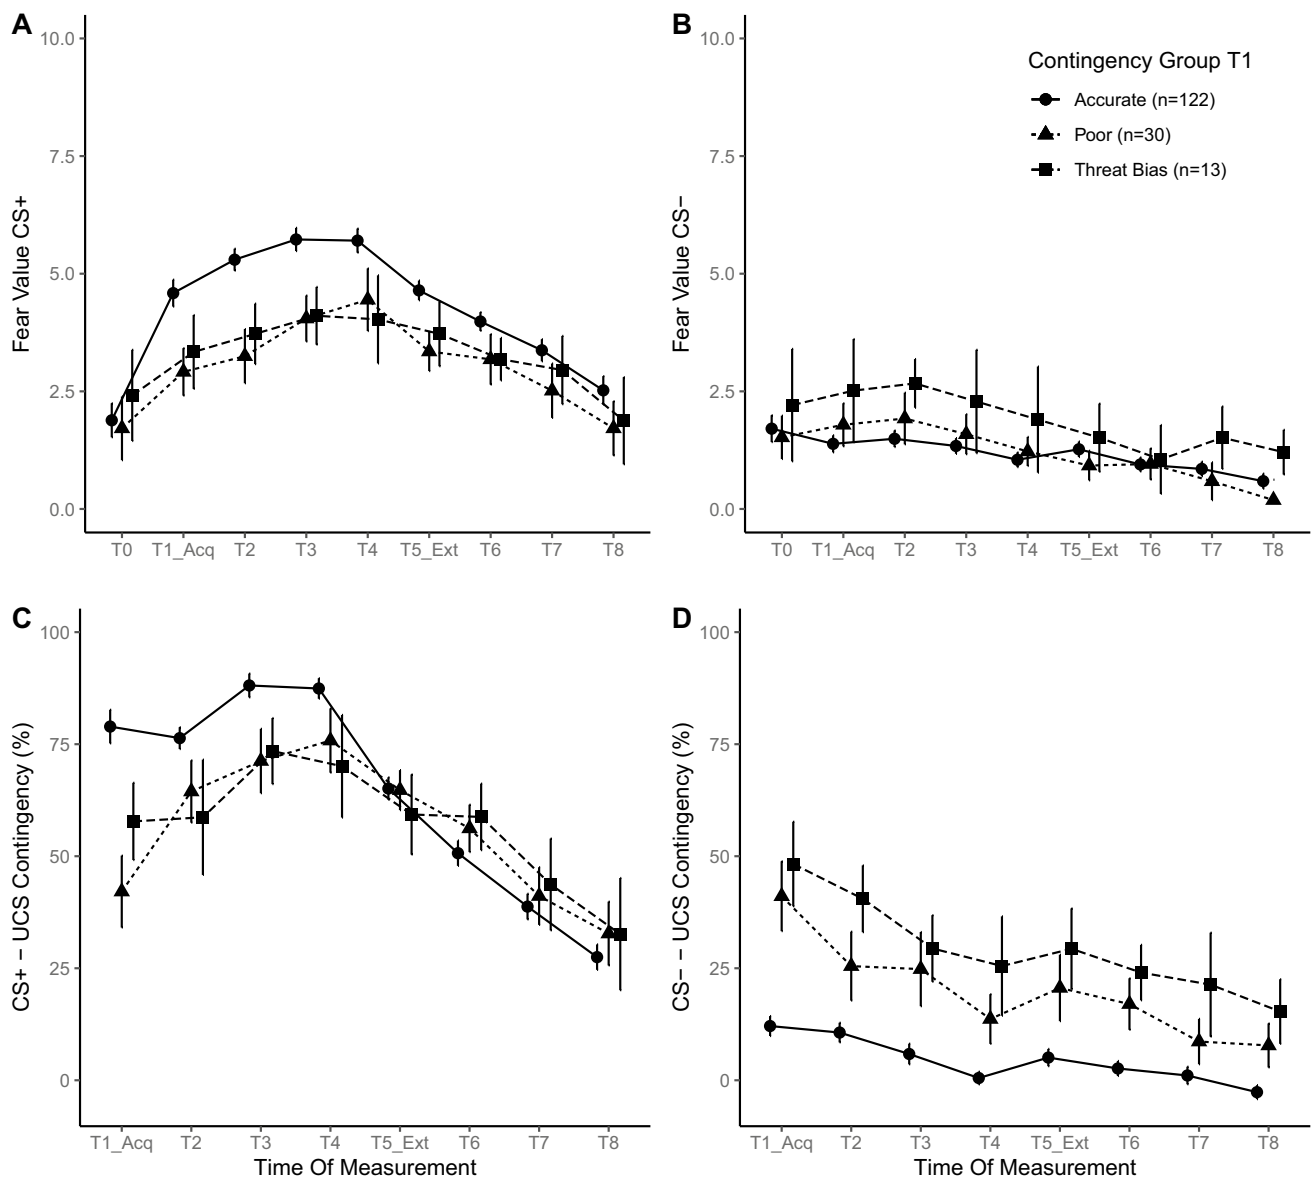 A
10.0
7.5
5.0
2.5
0.0
Fear Value CS+
T0 T1_Acq T2 T3 T4 T5_Ext T6 T7 T8
B
10.0
7.5
5.0
2.5
0.0
Fear Value CS−
Contingency Group T1
Accurate (n=122)
Poor (n=30)
Threat Bias (n=13)
T0 T1_Acq T2 T3 T4 T5_Ext T6 T7 T8
C
100
75
50
25
0
CS+ − UCS Contingency (%)
T1_Acq T2 T3 T4 T5_Ext T6 T7 T8
Time Of Measurement
D
100
75
50
25
0
CS− − UCS Contingency (%)
T1_Acq T2 T3 T4 T5_Ext T6 T7 T8
Time Of Measurement